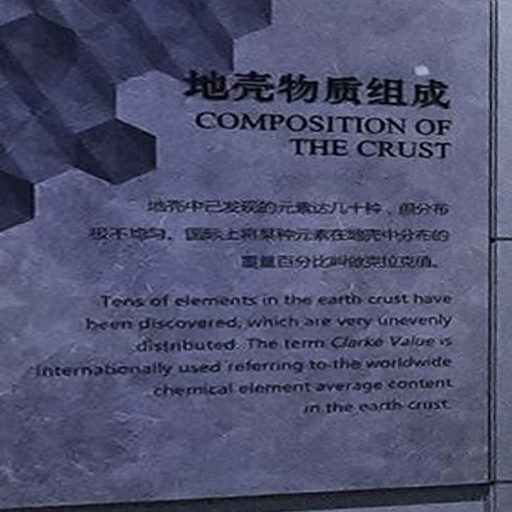 地壳物质组成
COMPOSITION OF
THE CRUST
地壳中已发现的元素达几十种，但分布
极不均匀。国际上将某种元素在地壳中分布的
重量百分比叫做克拉克值。
Tens of elements in the earth crust have
been discovered, which are very unevenly
distributed. The term Clarke Value is
internationally used referring to the worldwide
chemical element average content
in the earth crust.